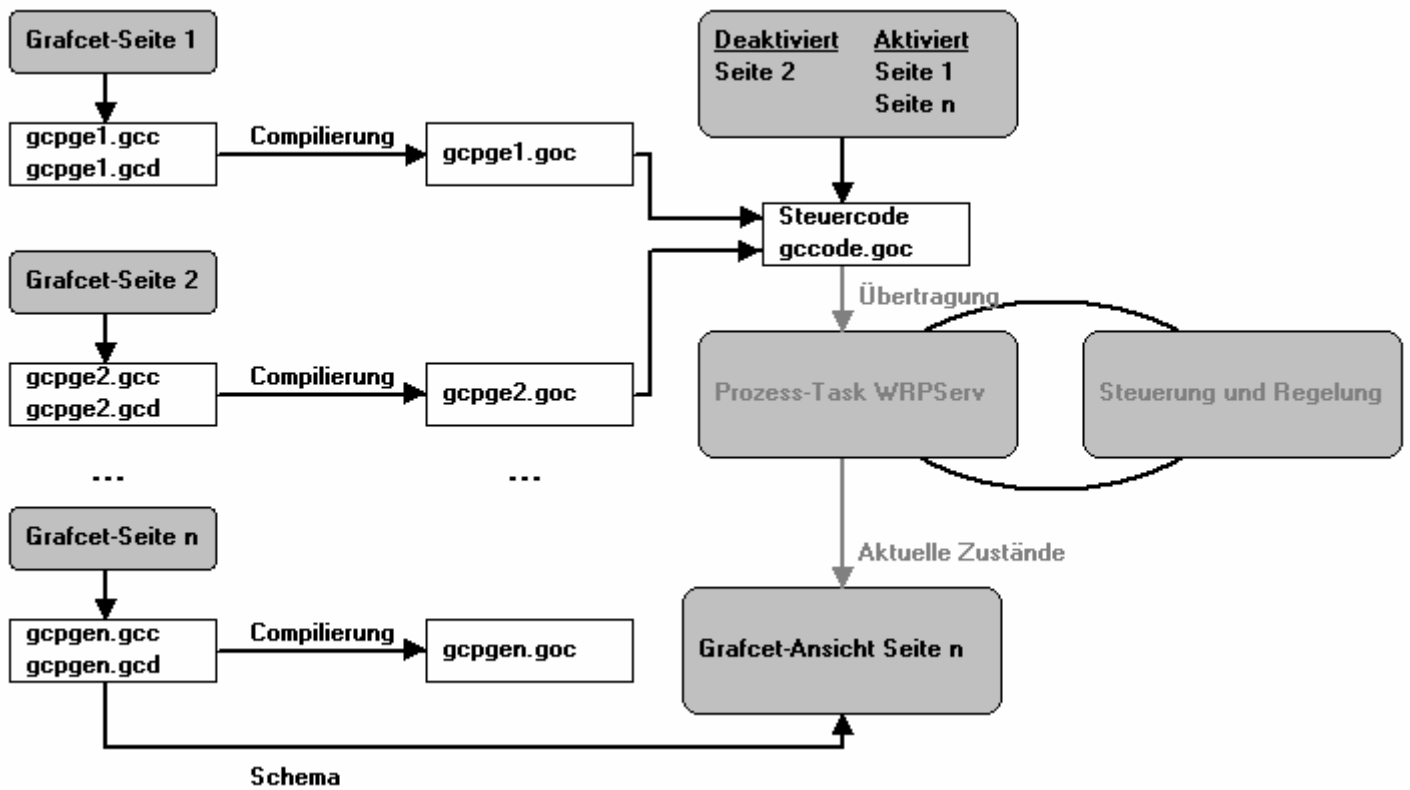 Grafcet-Seite 1
gcpge1.gcc
gcpge1.gcd
Compilierung
gcpge1.goc
Deaktiviert Aktiviert
Seite 2 Seite 1
Seite n
Steuercode
gccode.goc
Übertragung
Grafcet-Seite 2
gcpge2.gcc
gcpge2.gcd
Compilierung
gcpge2.goc
Prozess-Task WRPServ
Steuerung und Regelung
...
...
Aktuelle Zustände
Grafcet-Seite n
gcpgen.gcc
gcpgen.gcd
Compilierung
gcpgen.goc
Grafcet-Ansicht Seite n
Schema